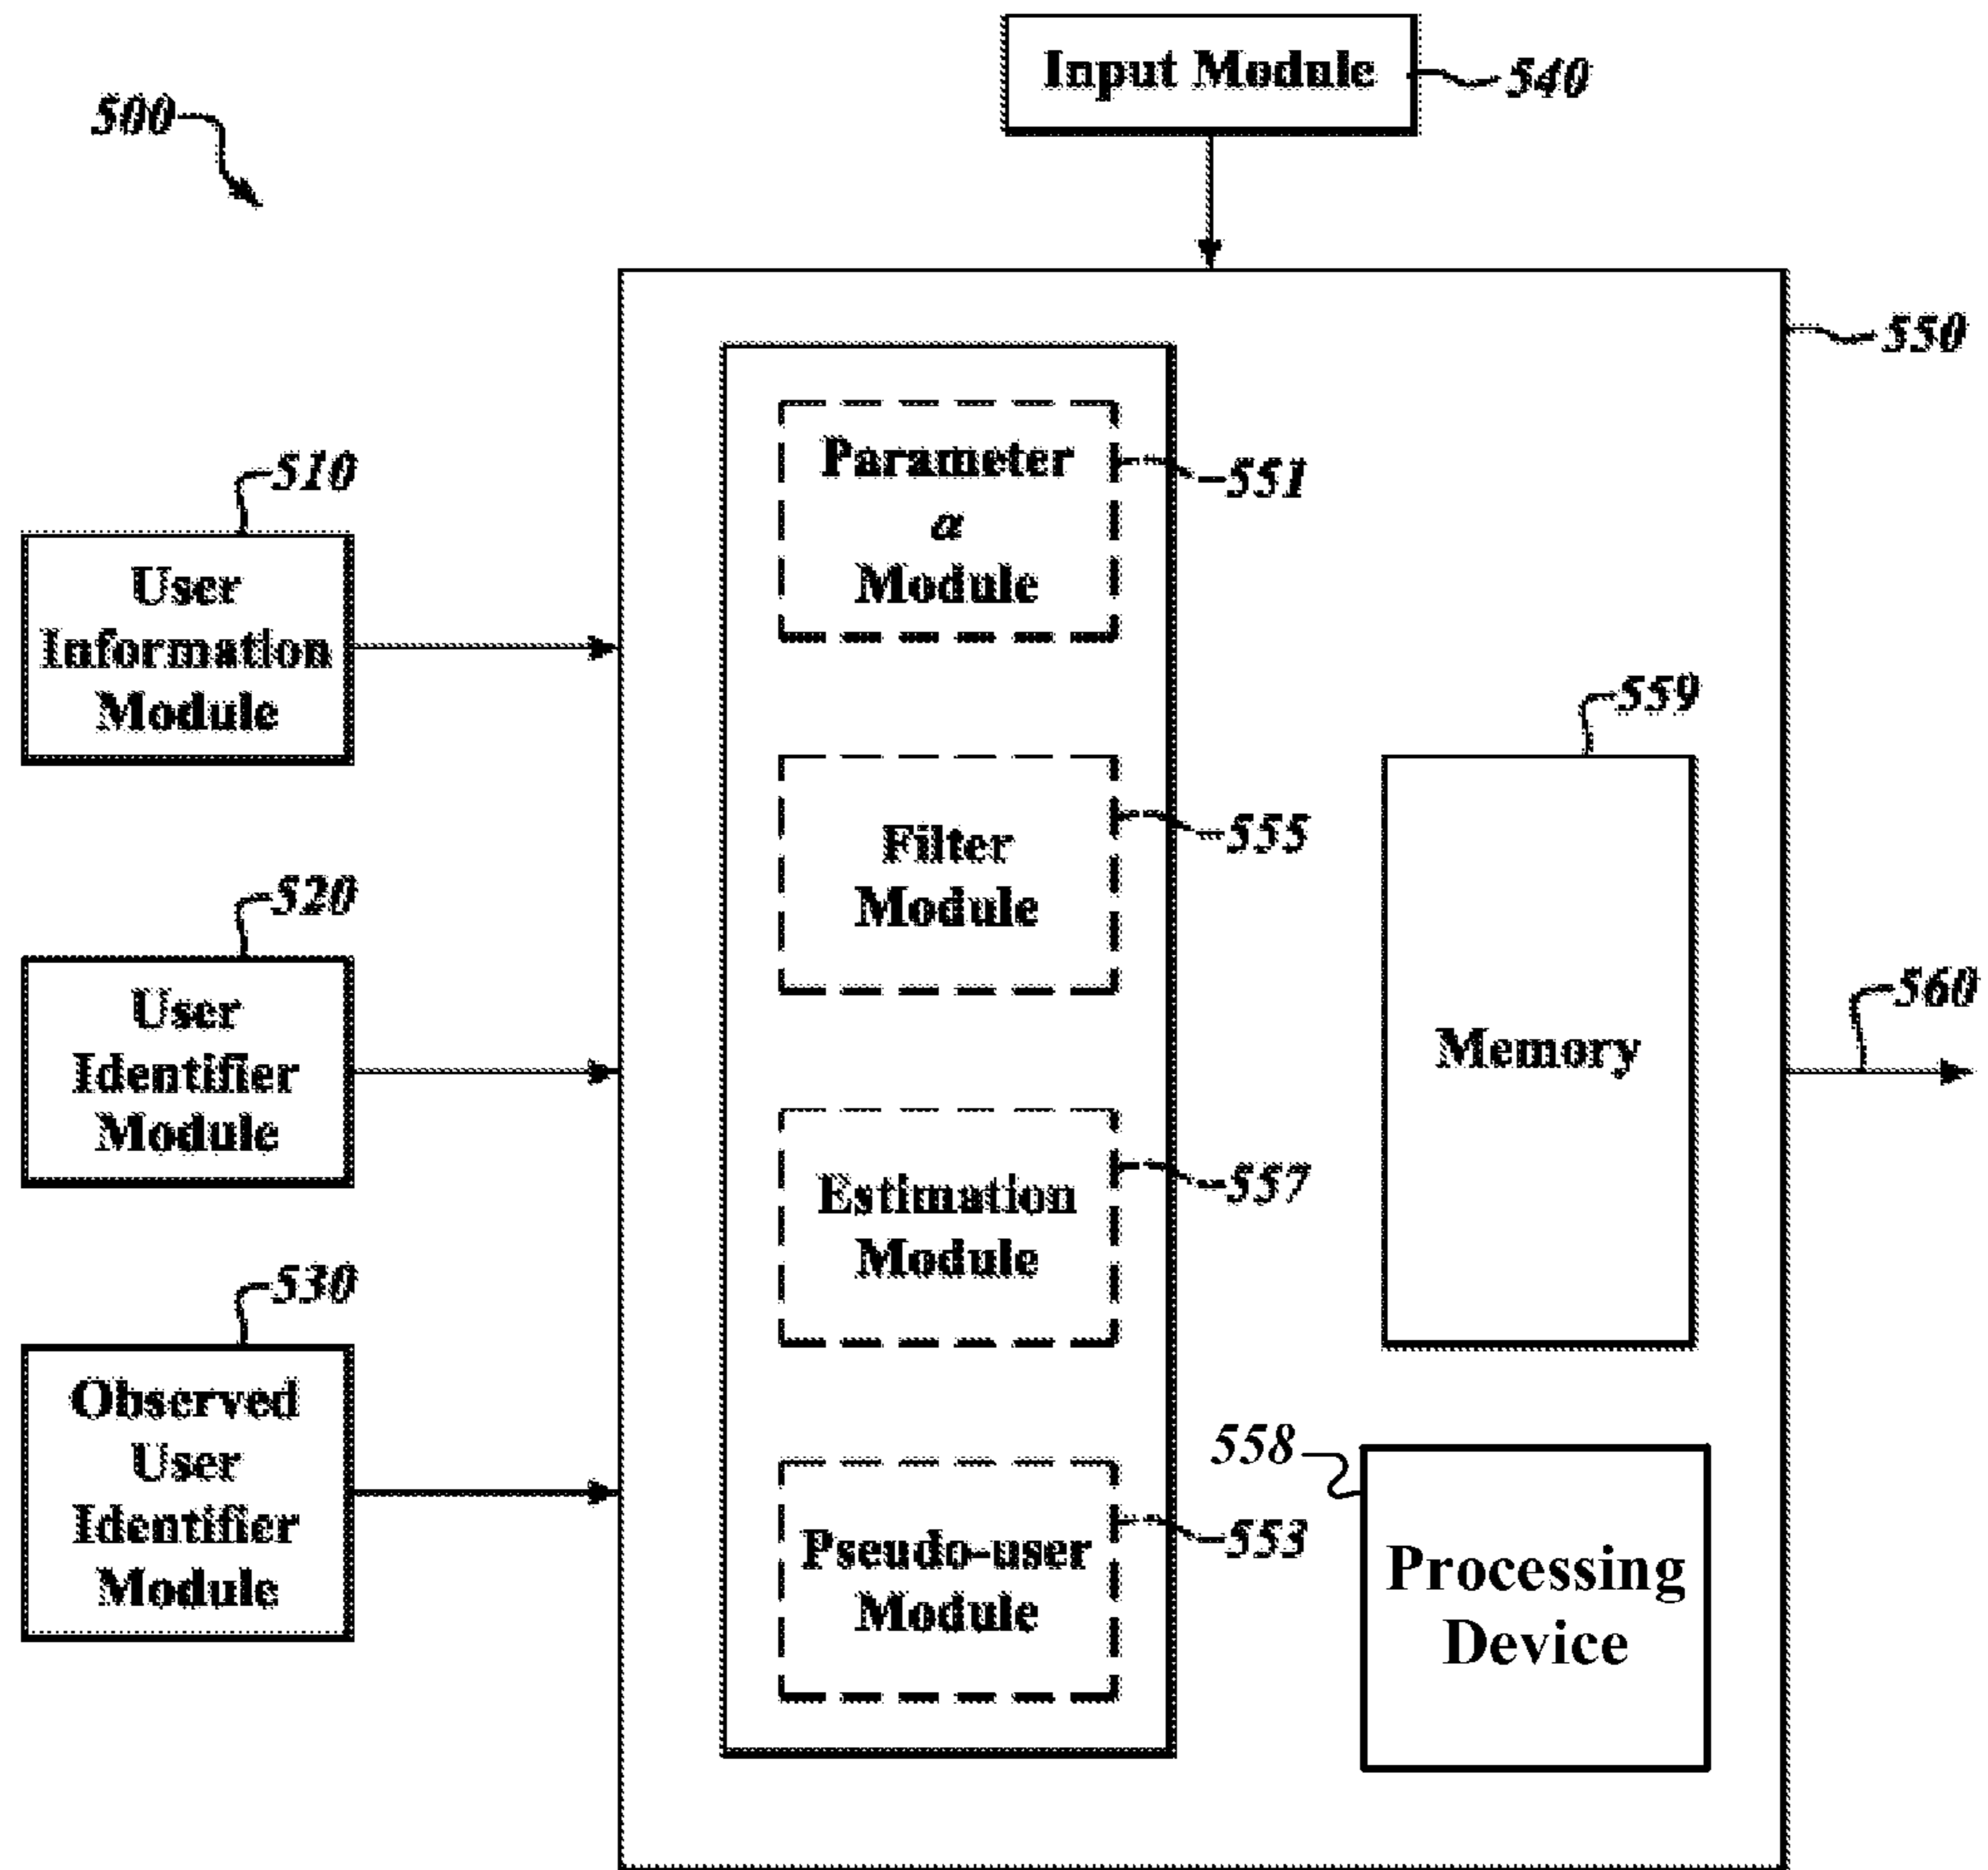 Input Module
540
500
550
Parameter
α
Module
551
510
User
Information
Module
559
Filter
Module
555
520
User
Identifier
Module
Memory
560
Estimation
Module
557
530
Observed
User
Identifier
Module
558
Pseudo-user
Module
553
Processing
Device